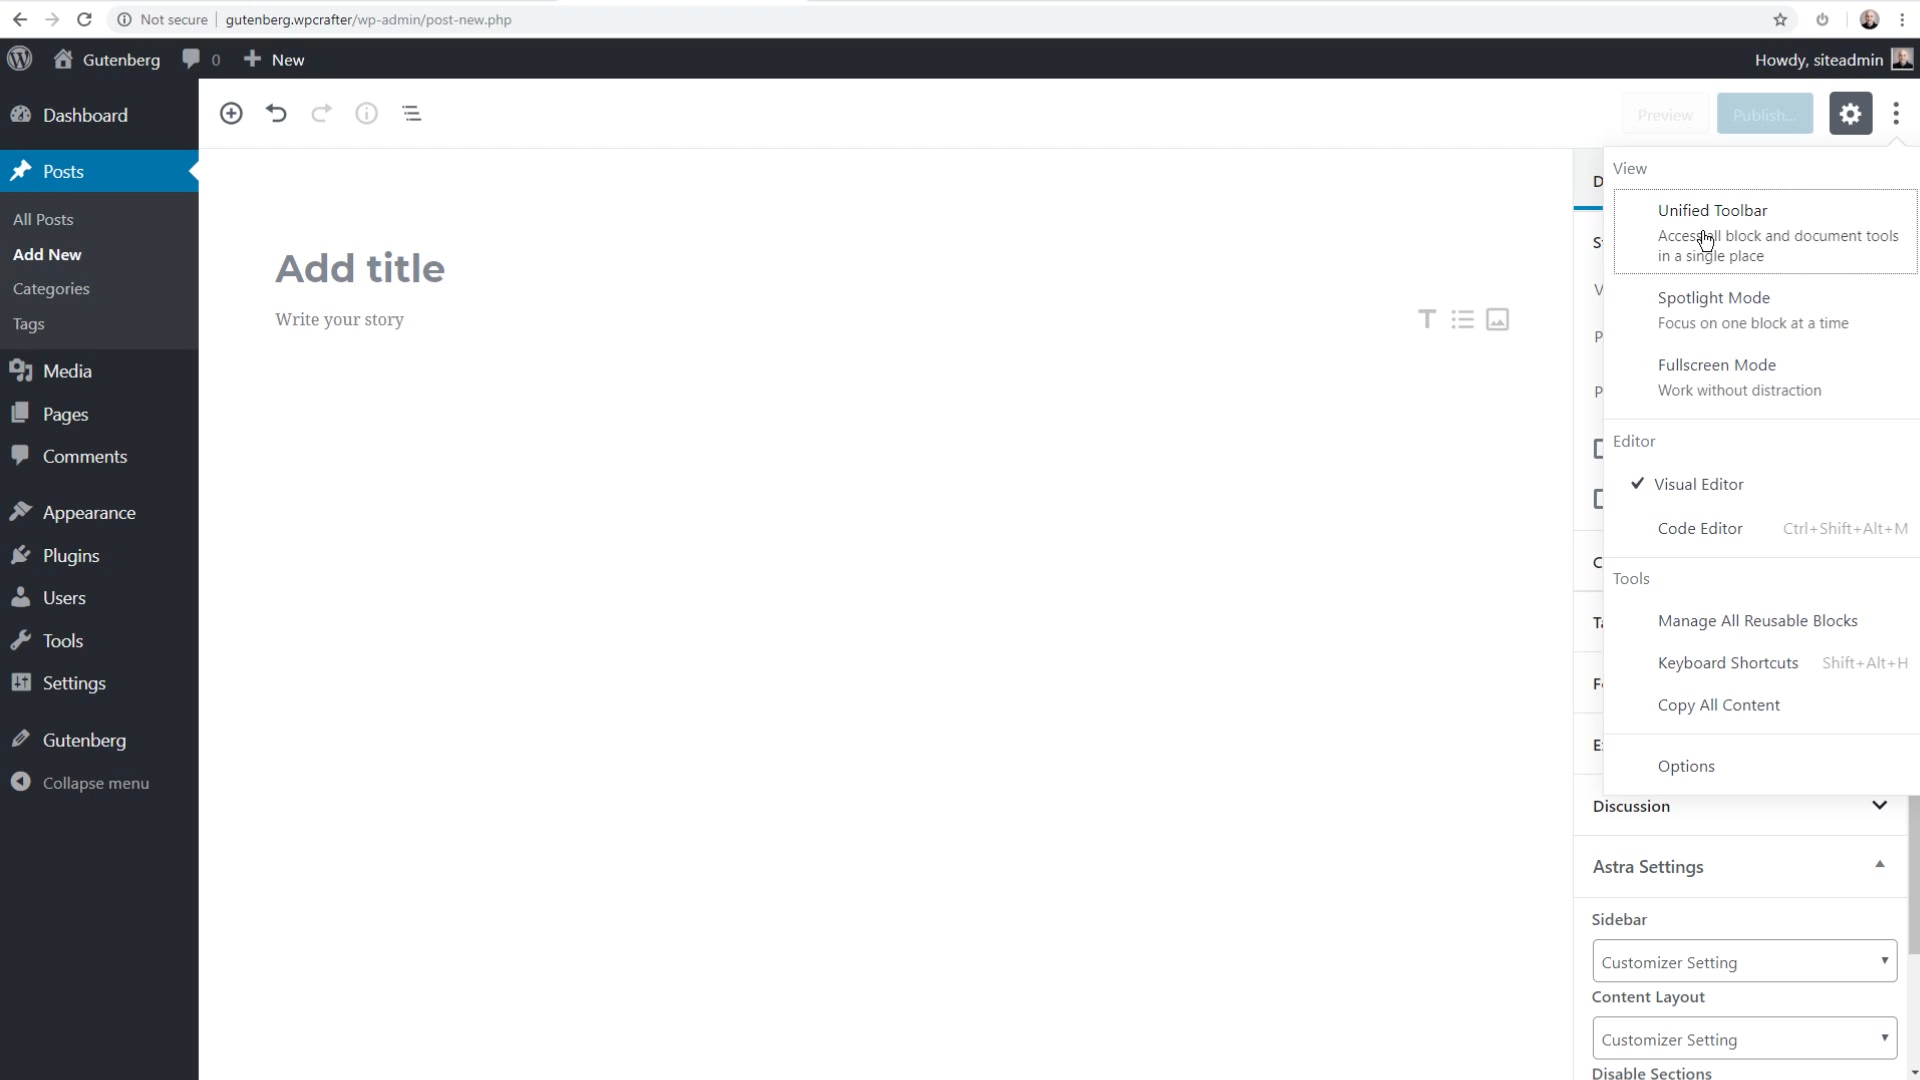 Not secure gutenberg.wpcrafter/wp-admin/post-new.php
Gutenberg 0 New Howdy, siteadmin
Dashboard
Posts
All Posts
Add New
Categories
Tags
Media
Pages
Comments
Appearance
Plugins
Users
Tools
Settings
Gutenberg
Collapse menu
Preview Publish...
Add title
Write your story
View
Unified Toolbar
Access all block and document tools
in a single place
Spotlight Mode
Focus on one block at a time
Fullscreen Mode
Work without distraction
Editor
Visual Editor
Code Editor Ctrl+Shift+Alt+M
Tools
Manage All Reusable Blocks
Keyboard Shortcuts Shift+Alt+H
Copy All Content
Options
Discussion
Astra Settings
Sidebar
Customizer Setting
Content Layout
Customizer Setting
Disable Sections